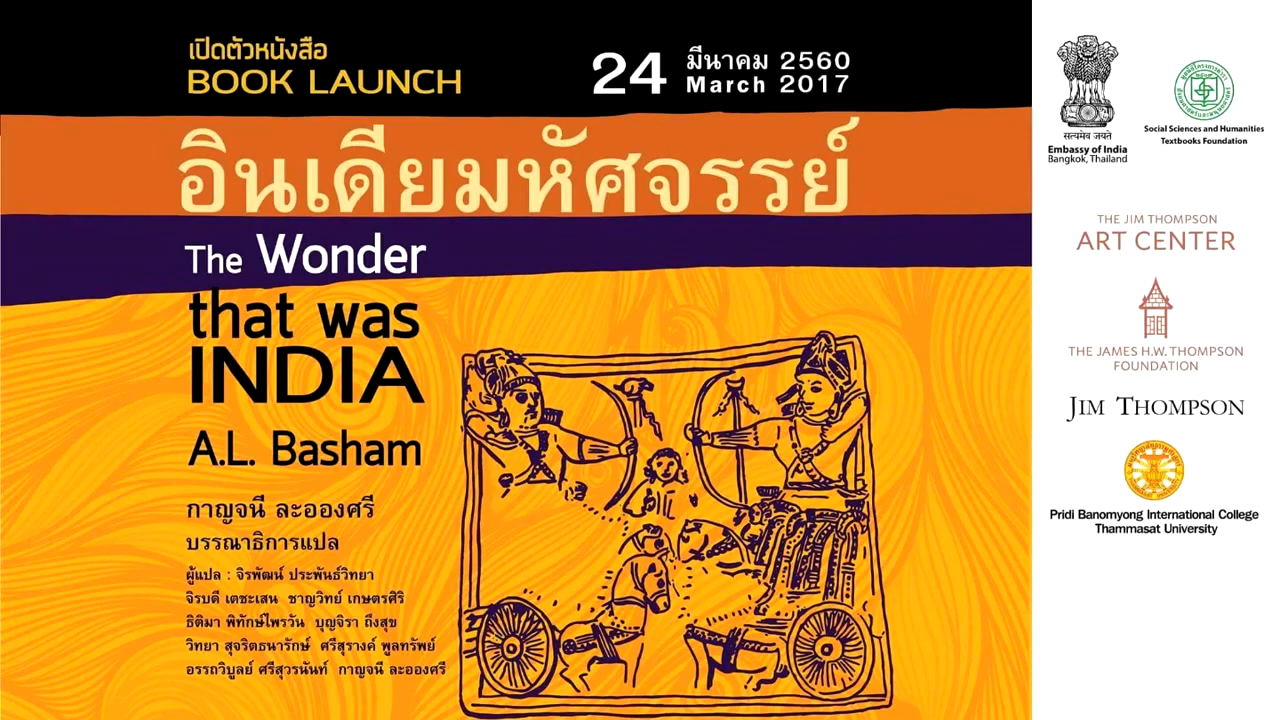 เปิดตัวหนังสือ
BOOK LAUNCH
24 มีนาคม 2560
March 2017
อินเดียมหัศจรรย์
The Wonder
that was
INDIA
A.L. Basham
กาญจนี ละอองศรี
บรรณาธิการแปล
ผู้แปล : จิรพัฒน์ ประพันธ์วิทยา
จิรบดี เตชะเสน ชาญวิทย์ เกษตรศิริ
ธิติมา พิทักษ์ไพรวัน บุญจิรา ถึงสุข
วิทยา สุจริตธนารักษ์ ศรีสุรางค์ พูลทรัพย์
อรรถวิบูลย์ ศรีสุวรนันท์ กาญจนี ละอองศรี
सत्यमेव जयते
Embassy of India
Bangkok, Thailand
Social Sciences and Humanities
Textbooks Foundation
THE JIM THOMPSON
ART CENTER
THE JAMES H.W. THOMPSON
FOUNDATION
JIM THOMPSON
Pridi Banomyong International College
Thammasat University